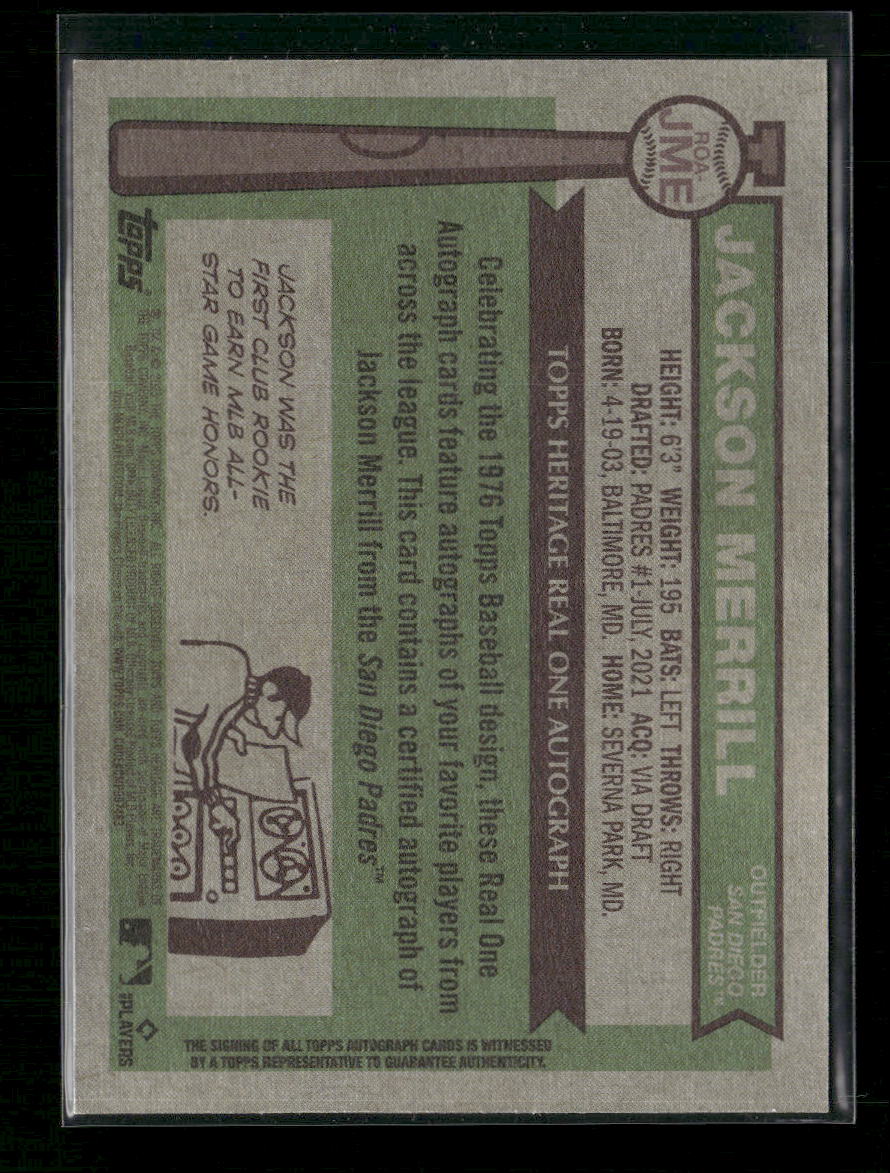 ROA-
JME
JACKSON MERRILL
OUTFIELDER
SAN DIEGO
PADRES™
HEIGHT: 6'3" WEIGHT: 195 BATS: LEFT THROWS: RIGHT
DRAFTED: PADRES #1-JULY, 2021 ACQ: VIA DRAFT
BORN: 4-19-03, BALTIMORE, MD. HOME: SEVERNA PARK, MD.
TOPPS HERITAGE REAL ONE AUTOGRAPH
Celebrating the 1976 Topps Baseball design, these Real One
Autograph cards feature autographs of your favorite players from
across the league. This card contains a certified autograph of
Jackson Merrill from the San Diego Padres™
JACKSON WAS THE
FIRST CLUB ROOKIE
TO EARN MLB ALL-
STAR GAME HONORS.
THE SIGNING OF ALL TOPPS AUTOGRAPH CARDS IS WITNESSED
BY A TOPPS REPRESENTATIVE TO GUARANTEE AUTHENTICITY.
topps
#PLAYERS